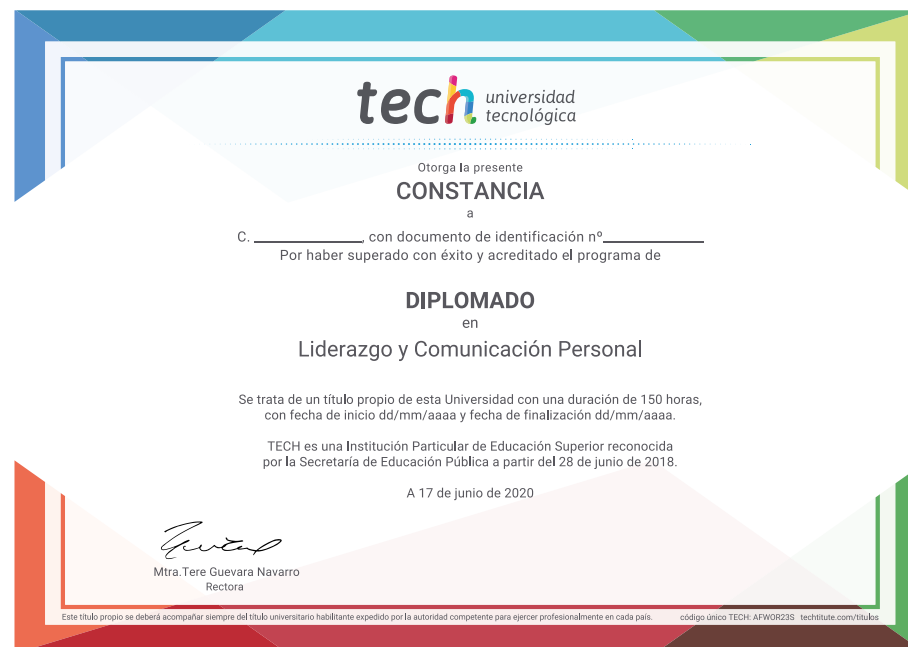 tech universidad
tecnológica
Otorga la presente
CONSTANCIA
a
C. ____________, con documento de identificación nº____________
Por haber superado con éxito y acreditado el programa de
DIPLOMADO
en
Liderazgo y Comunicación Personal
Se trata de un título propio de esta Universidad con una duración de 150 horas,
con fecha de inicio dd/mm/aaaa y fecha de finalización dd/mm/aaaa.
TECH es una Institución Particular de Educación Superior reconocida
por la Secretaría de Educación Pública a partir del 28 de junio de 2018.
A 17 de junio de 2020
Mtra.Tere Guevara Navarro
Rectora
Este título propio se deberá acompañar siempre del título universitario habilitante expedido por la autoridad competente para ejercer profesionalmente en cada país. código único TECH: AFWOR23S techtitute.com/titulos